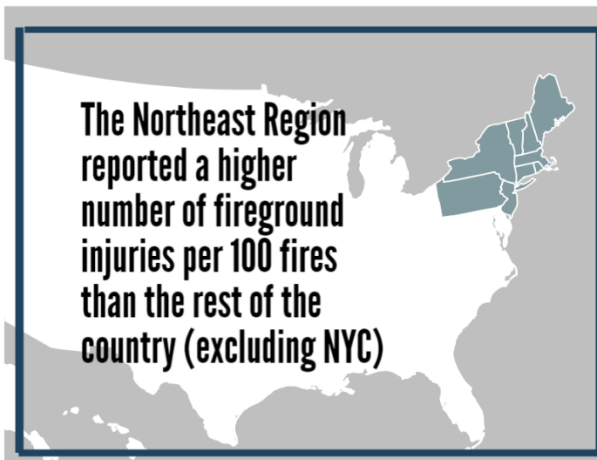 The Northeast Region
reported a higher
number of fireground
injuries per 100 fires
than the rest of the
country (excluding NYC)